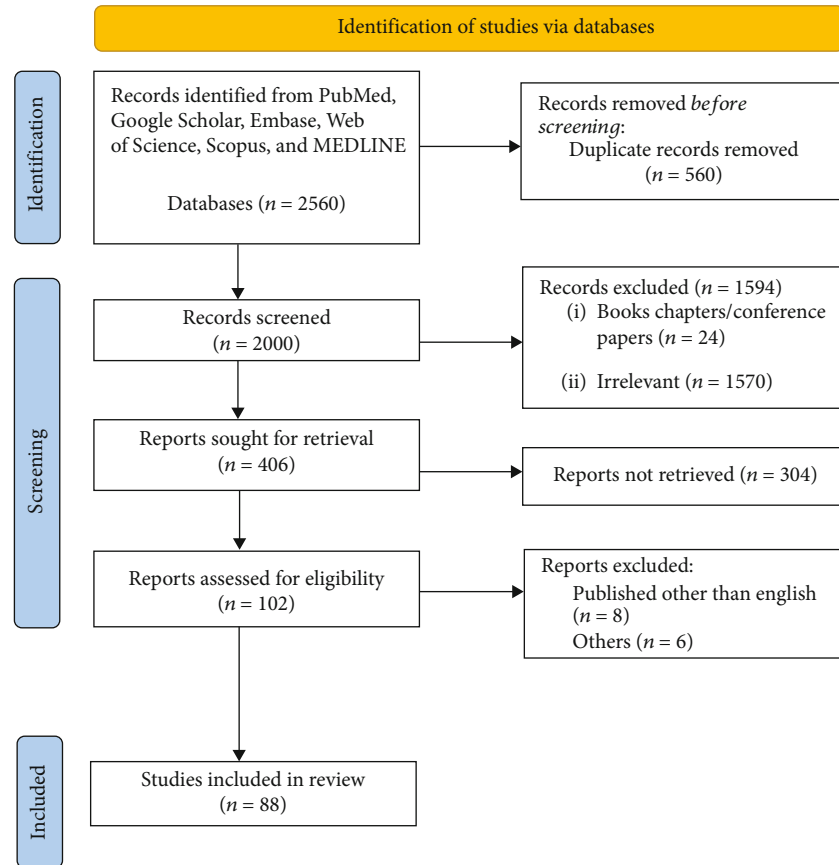 Identification of studies via databases
Identification
Records identified from PubMed,
Google Scholar, Embase, Web
of Science, Scopus, and MEDLINE
Databases (n = 2560)
Records removed before
screening:
Duplicate records removed
(n = 560)
Screening
Records screened
(n = 2000)
Records excluded (n = 1594)
(i) Books chapters/conference
papers (n = 24)
(ii) Irrelevant (n = 1570)
Reports sought for retrieval
(n = 406)
Reports not retrieved (n = 304)
Reports assessed for eligibility
(n = 102)
Reports excluded:
Published other than english
(n = 8)
Others (n = 6)
Included
Studies included in review
(n = 88)